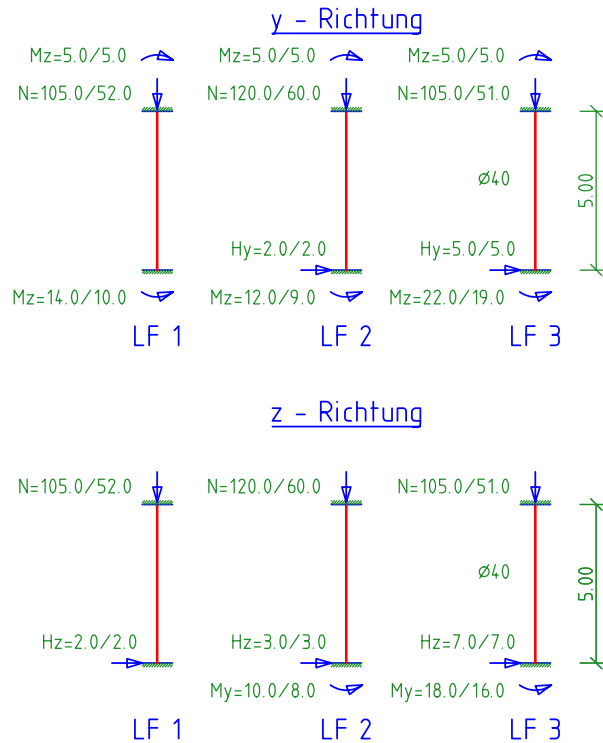 y - Richtung
Mz=5.0/5.0 Mz=5.0/5.0 Mz=5.0/5.0
N=105.0/52.0 N=120.0/60.0 N=105.0/51.0
Ø40
5.00
Hy=2.0/2.0 Hy=5.0/5.0
Mz=14.0/10.0 Mz=12.0/9.0 Mz=22.0/19.0
LF 1 LF 2 LF 3
z - Richtung
N=105.0/52.0 N=120.0/60.0 N=105.0/51.0
Ø40
5.00
Hz=2.0/2.0 Hz=3.0/3.0 Hz=7.0/7.0
My=10.0/8.0 My=18.0/16.0
LF 1 LF 2 LF 3